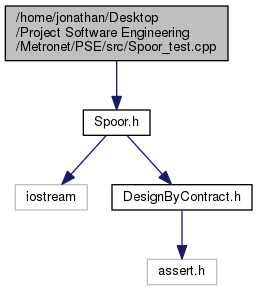 /home/jonathan/Desktop
/Project Software Engineering
/Metronet/PSE/src/Spoor_test.cpp
Spoor.h
iostream
DesignByContract.h
assert.h